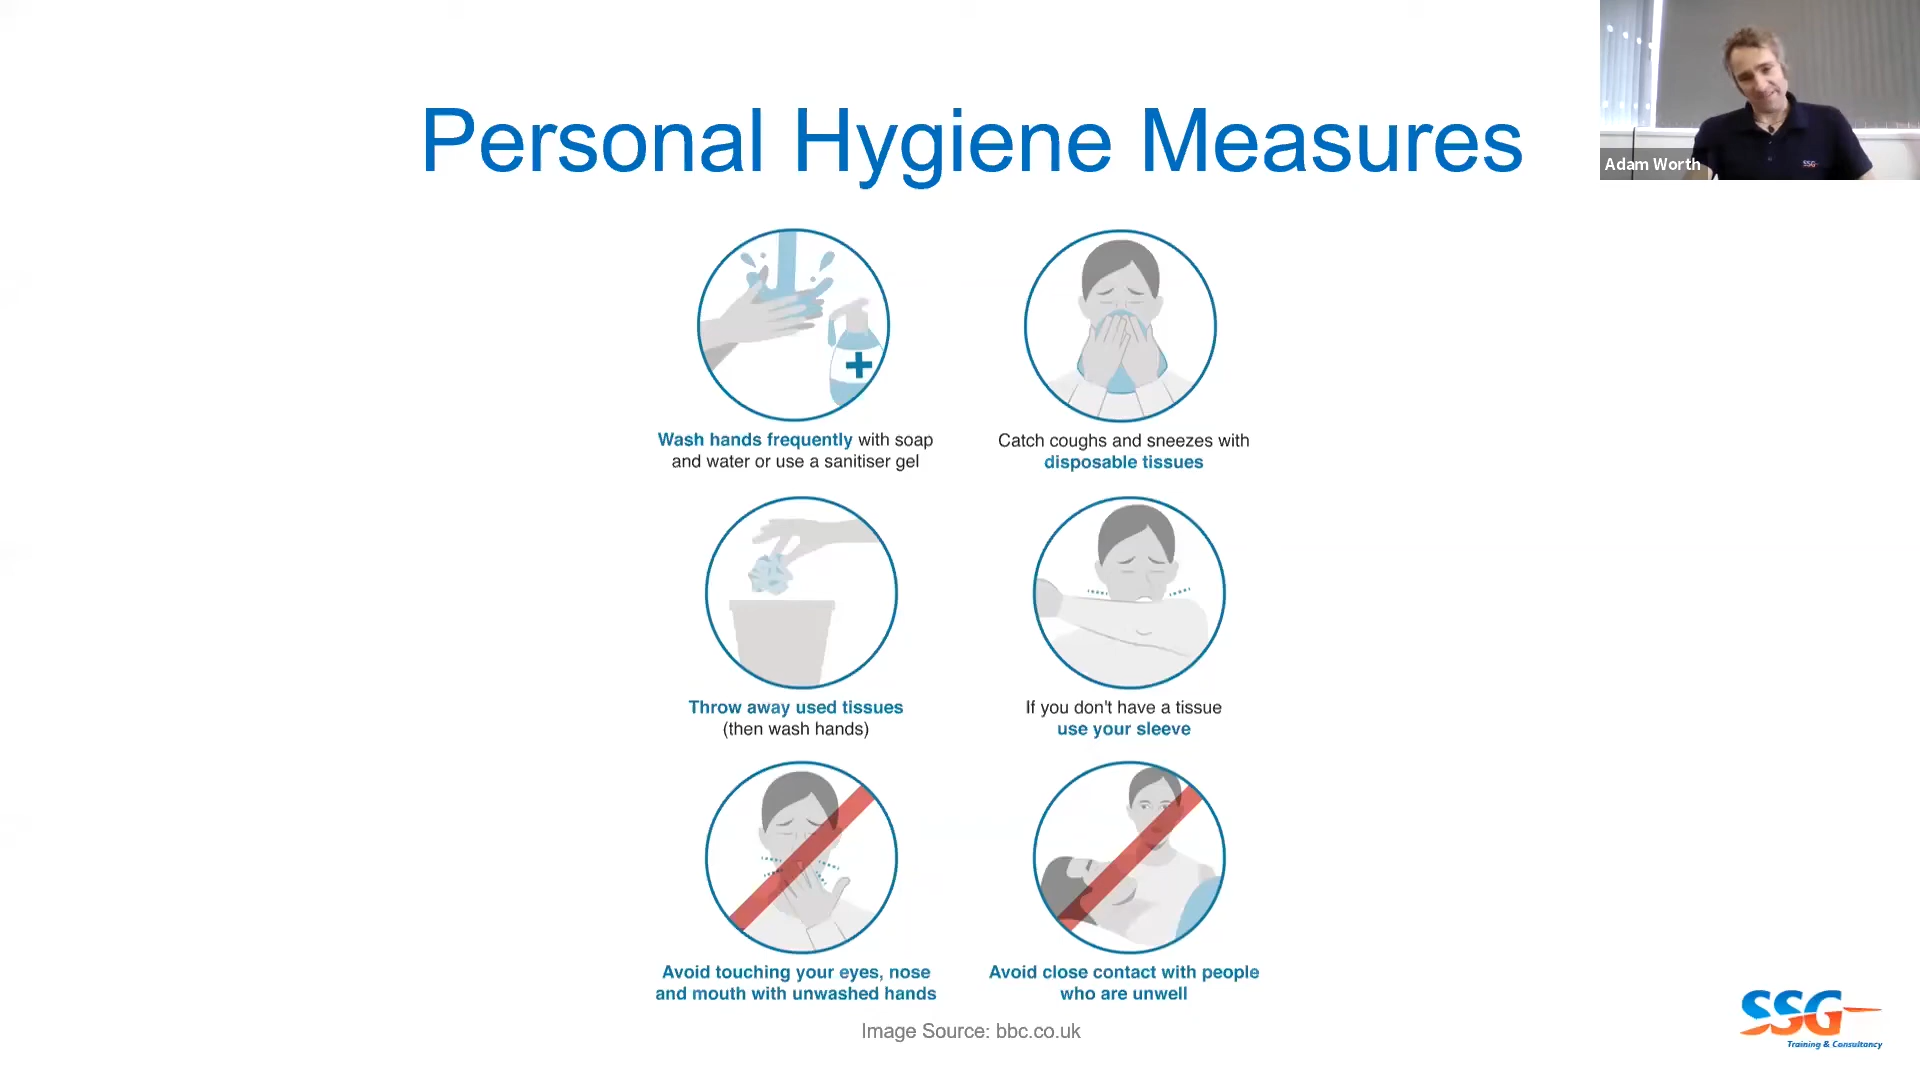 Personal Hygiene Measures
Adam Worth
SSG
Wash hands frequently with soap
and water or use a sanitiser gel
Catch coughs and sneezes with
disposable tissues
Throw away used tissues
(then wash hands)
If you don't have a tissue
use your sleeve
Avoid touching your eyes, nose
and mouth with unwashed hands
Avoid close contact with people
who are unwell
Image Source: bbc.co.uk
SSG
Training & Consultancy